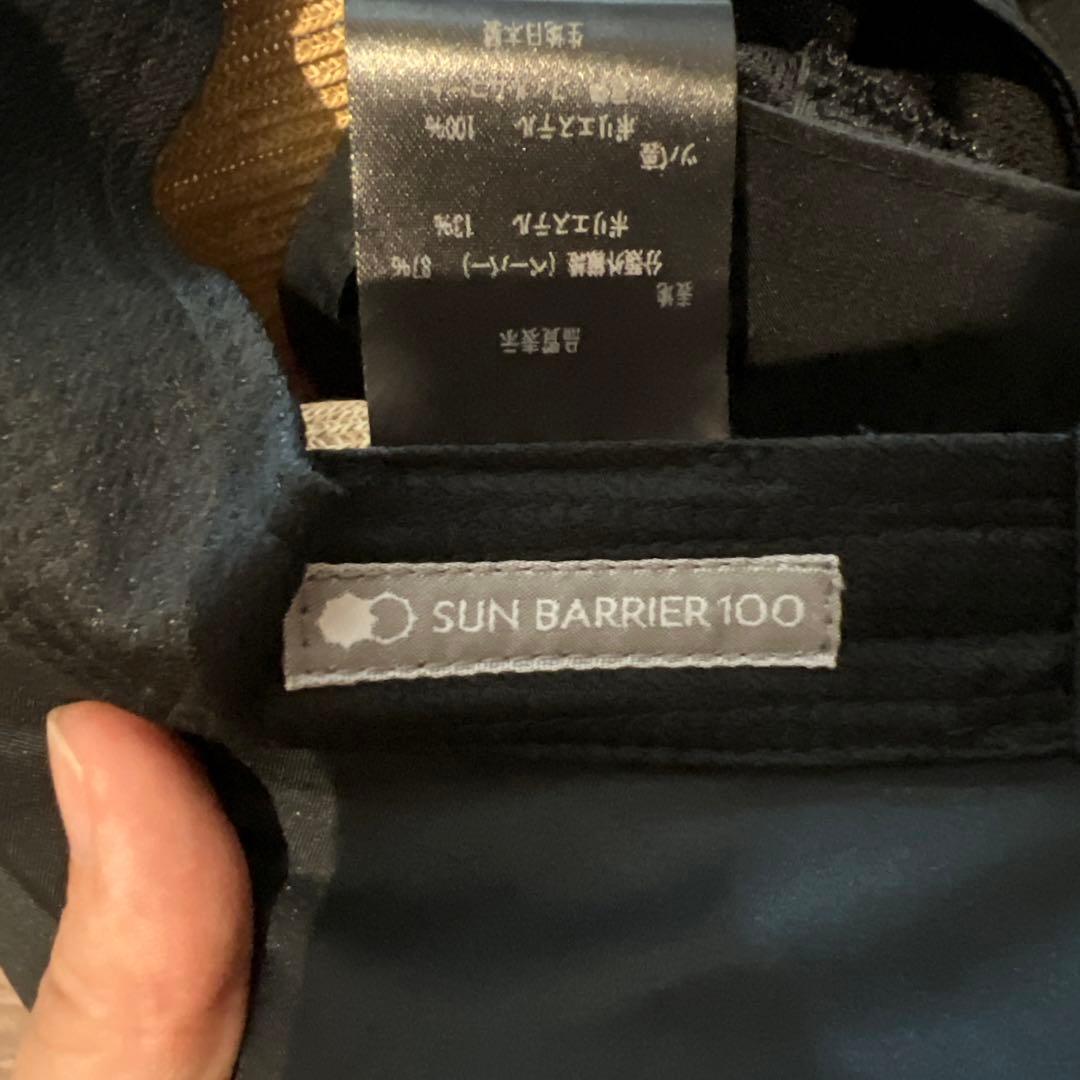 品質表示
表地
分類外繊維 (ペーパー) 87%
ポリエステル 13%
ツバ裏
ポリエステル 100%
生地日本製
SUN BARRIER 100